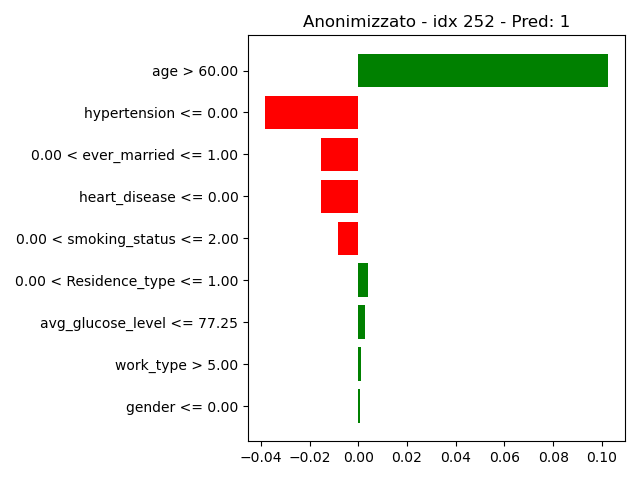 Anonimizzato - idx 252 - Pred: 1
age > 60.00
hypertension <= 0.00
0.00 < ever_married <= 1.00
heart_disease <= 0.00
0.00 < smoking_status <= 2.00
0.00 < Residence_type <= 1.00
avg_glucose_level <= 77.25
work_type > 5.00
gender <= 0.00
−0.04 −0.02 0.00 0.02 0.04 0.06 0.08 0.10